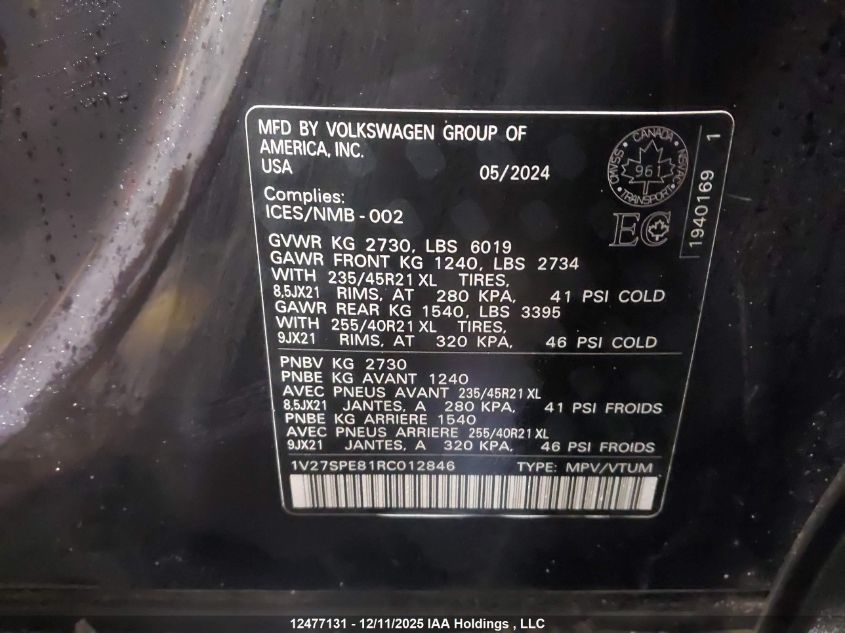 MFD BY VOLKSWAGEN GROUP OF
AMERICA, INC.
USA
05/2024
Complies:
ICES/NMB-002
CANADA
961
TRANSPORT
EC
1940169 1
GVWR KG 2730, LBS 6019
GAWR FRONT KG 1240, LBS 2734
WITH 235/45R21 XL TIRES,
8,5JX21 RIMS, AT 280 KPA, 41 PSI COLD
GAWR REAR KG 1540, LBS 3395
WITH 255/40R21 XL TIRES,
9JX21 RIMS, AT 320 KPA, 46 PSI COLD
PNBV KG 2730
PNBE KG AVANT 1240
AVEC PNEUS AVANT 235/45R21 XL
8,5JX21 JANTES, A 280 KPA, 41 PSI FROIDS
PNBE KG ARRIERE 1540
AVEC PNEUS ARRIERE 255/40R21 XL
9JX21 JANTES, A 320 KPA, 46 PSI FROIDS
1V27SPE81RC012846 TYPE: MPV/VTUM
12477131 - 12/11/2025 IAA Holdings , LLC